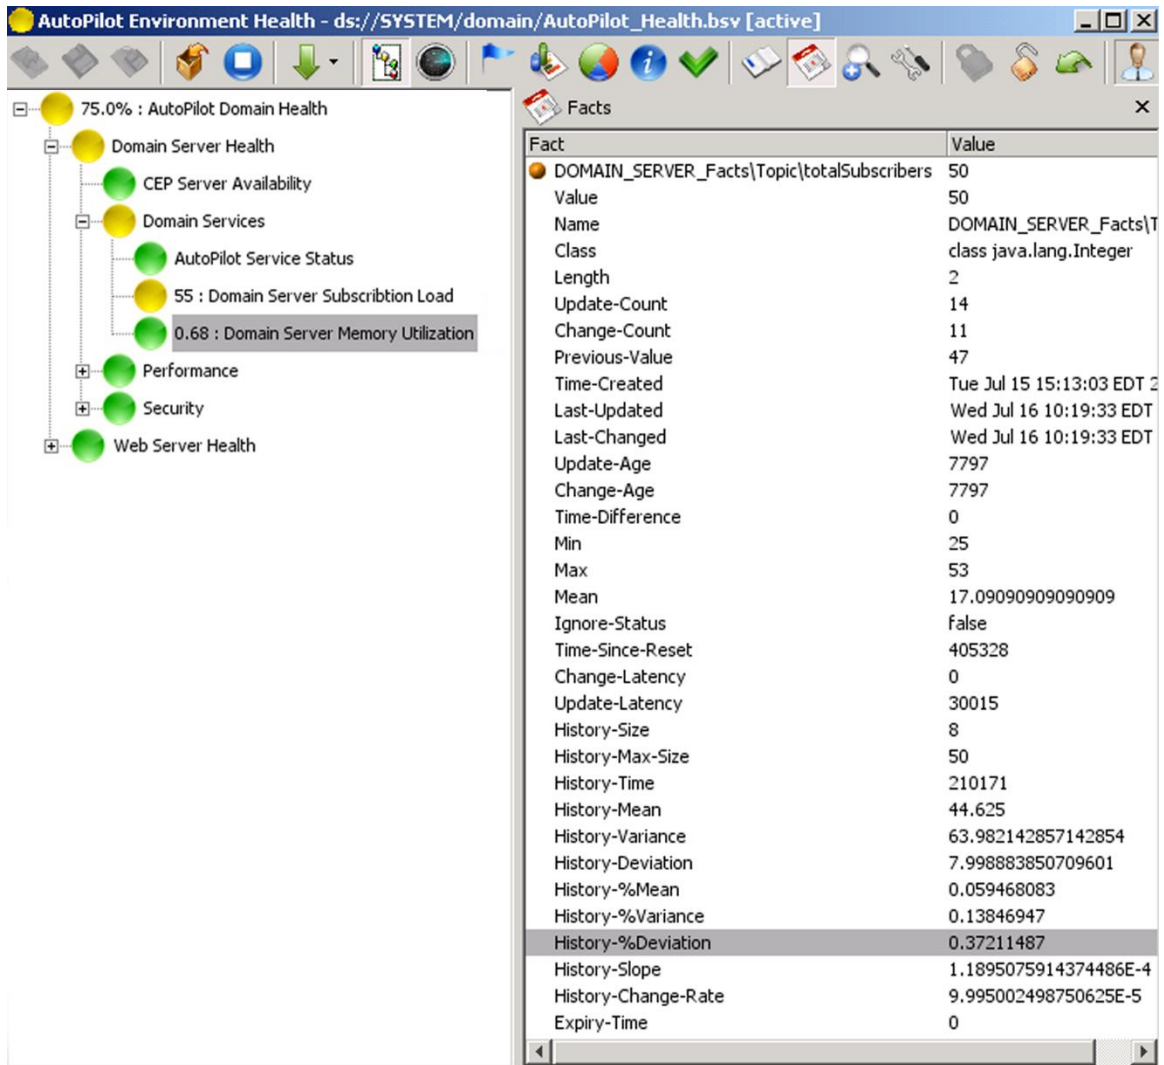 AutoPilot Environment Health - ds://SYSTEM/domain/AutoPilot_Health.bsv [active]
75.0% : AutoPilot Domain Health
Domain Server Health
CEP Server Availability
Domain Services
AutoPilot Service Status
55 : Domain Server Subscribtion Load
0.68 : Domain Server Memory Utilization
Performance
Security
Web Server Health
Facts
Fact Value
DOMAIN_SERVER_Facts\Topic\totalSubscribers 50
Value 50
Name DOMAIN_SERVER_Facts\T
Class class java.lang.Integer
Length 2
Update-Count 14
Change-Count 11
Previous-Value 47
Time-Created Tue Jul 15 15:13:03 EDT 2
Last-Updated Wed Jul 16 10:19:33 EDT
Last-Changed Wed Jul 16 10:19:33 EDT
Update-Age 7797
Change-Age 7797
Time-Difference 0
Min 25
Max 53
Mean 17.09090909090909
Ignore-Status false
Time-Since-Reset 405328
Change-Latency 0
Update-Latency 30015
History-Size 8
History-Max-Size 50
History-Time 210171
History-Mean 44.625
History-Variance 63.982142857142854
History-Deviation 7.998883850709601
History-%Mean 0.059468083
History-%Variance 0.13846947
History-%Deviation 0.37211487
History-Slope 1.1895075914374486E-4
History-Change-Rate 9.995002498750625E-5
Expiry-Time 0